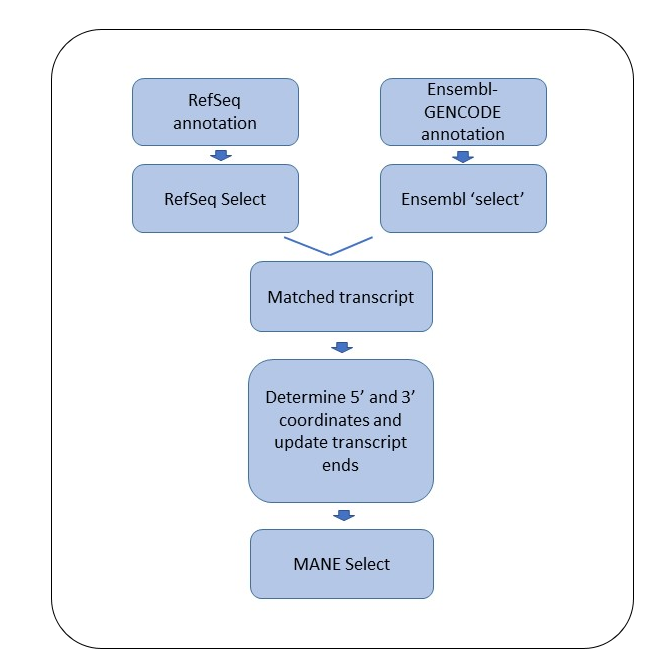 RefSeq
annotation
Ensembl-
GENCODE
annotation
RefSeq Select
Ensembl ‘select’
Matched transcript
Determine 5’ and 3’
coordinates and
update transcript
ends
MANE Select